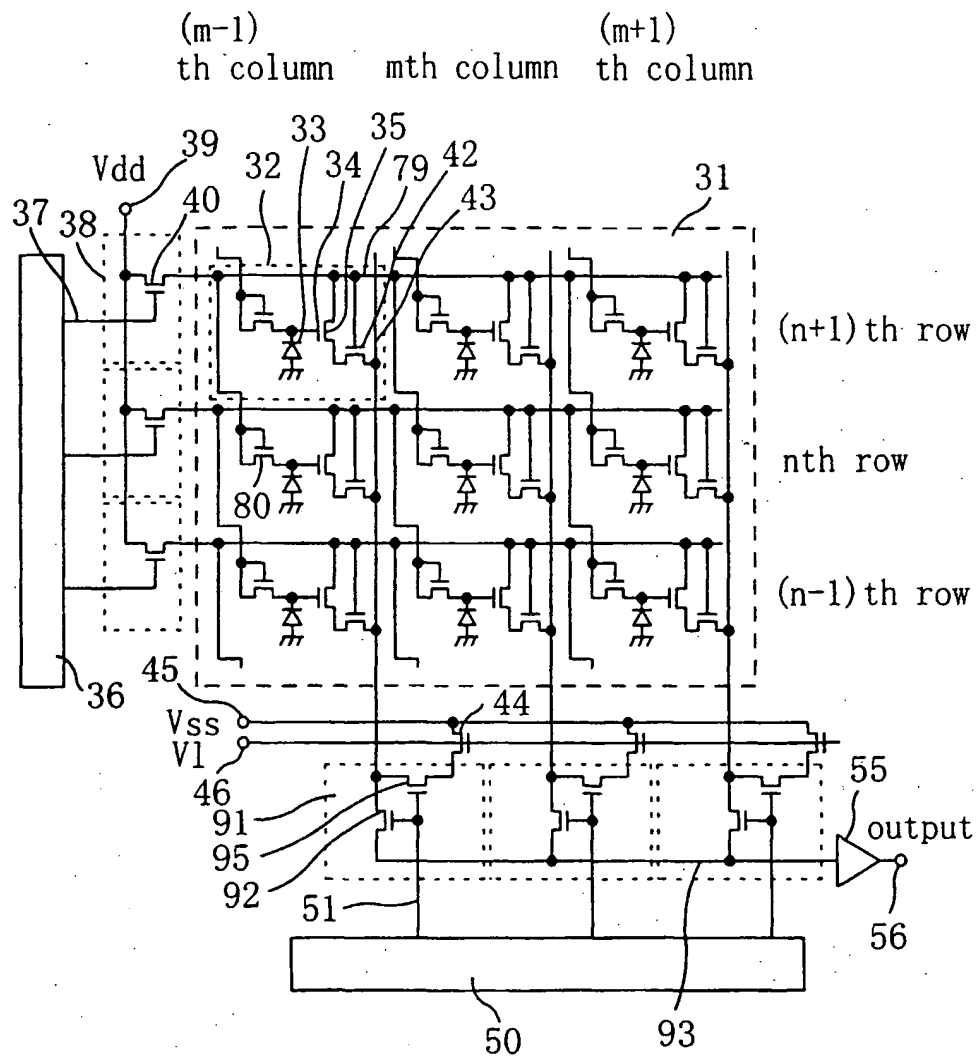 (m-1) (m+1)
th column mth column th column
39 33 35 42
Vdd 40 32 34 79 43 31
37 38
(n+1)th row
nth row
80
(n-1)th row
36
45 44
Vss
Vl
46 55
91 output
95
92
51 56
93
50